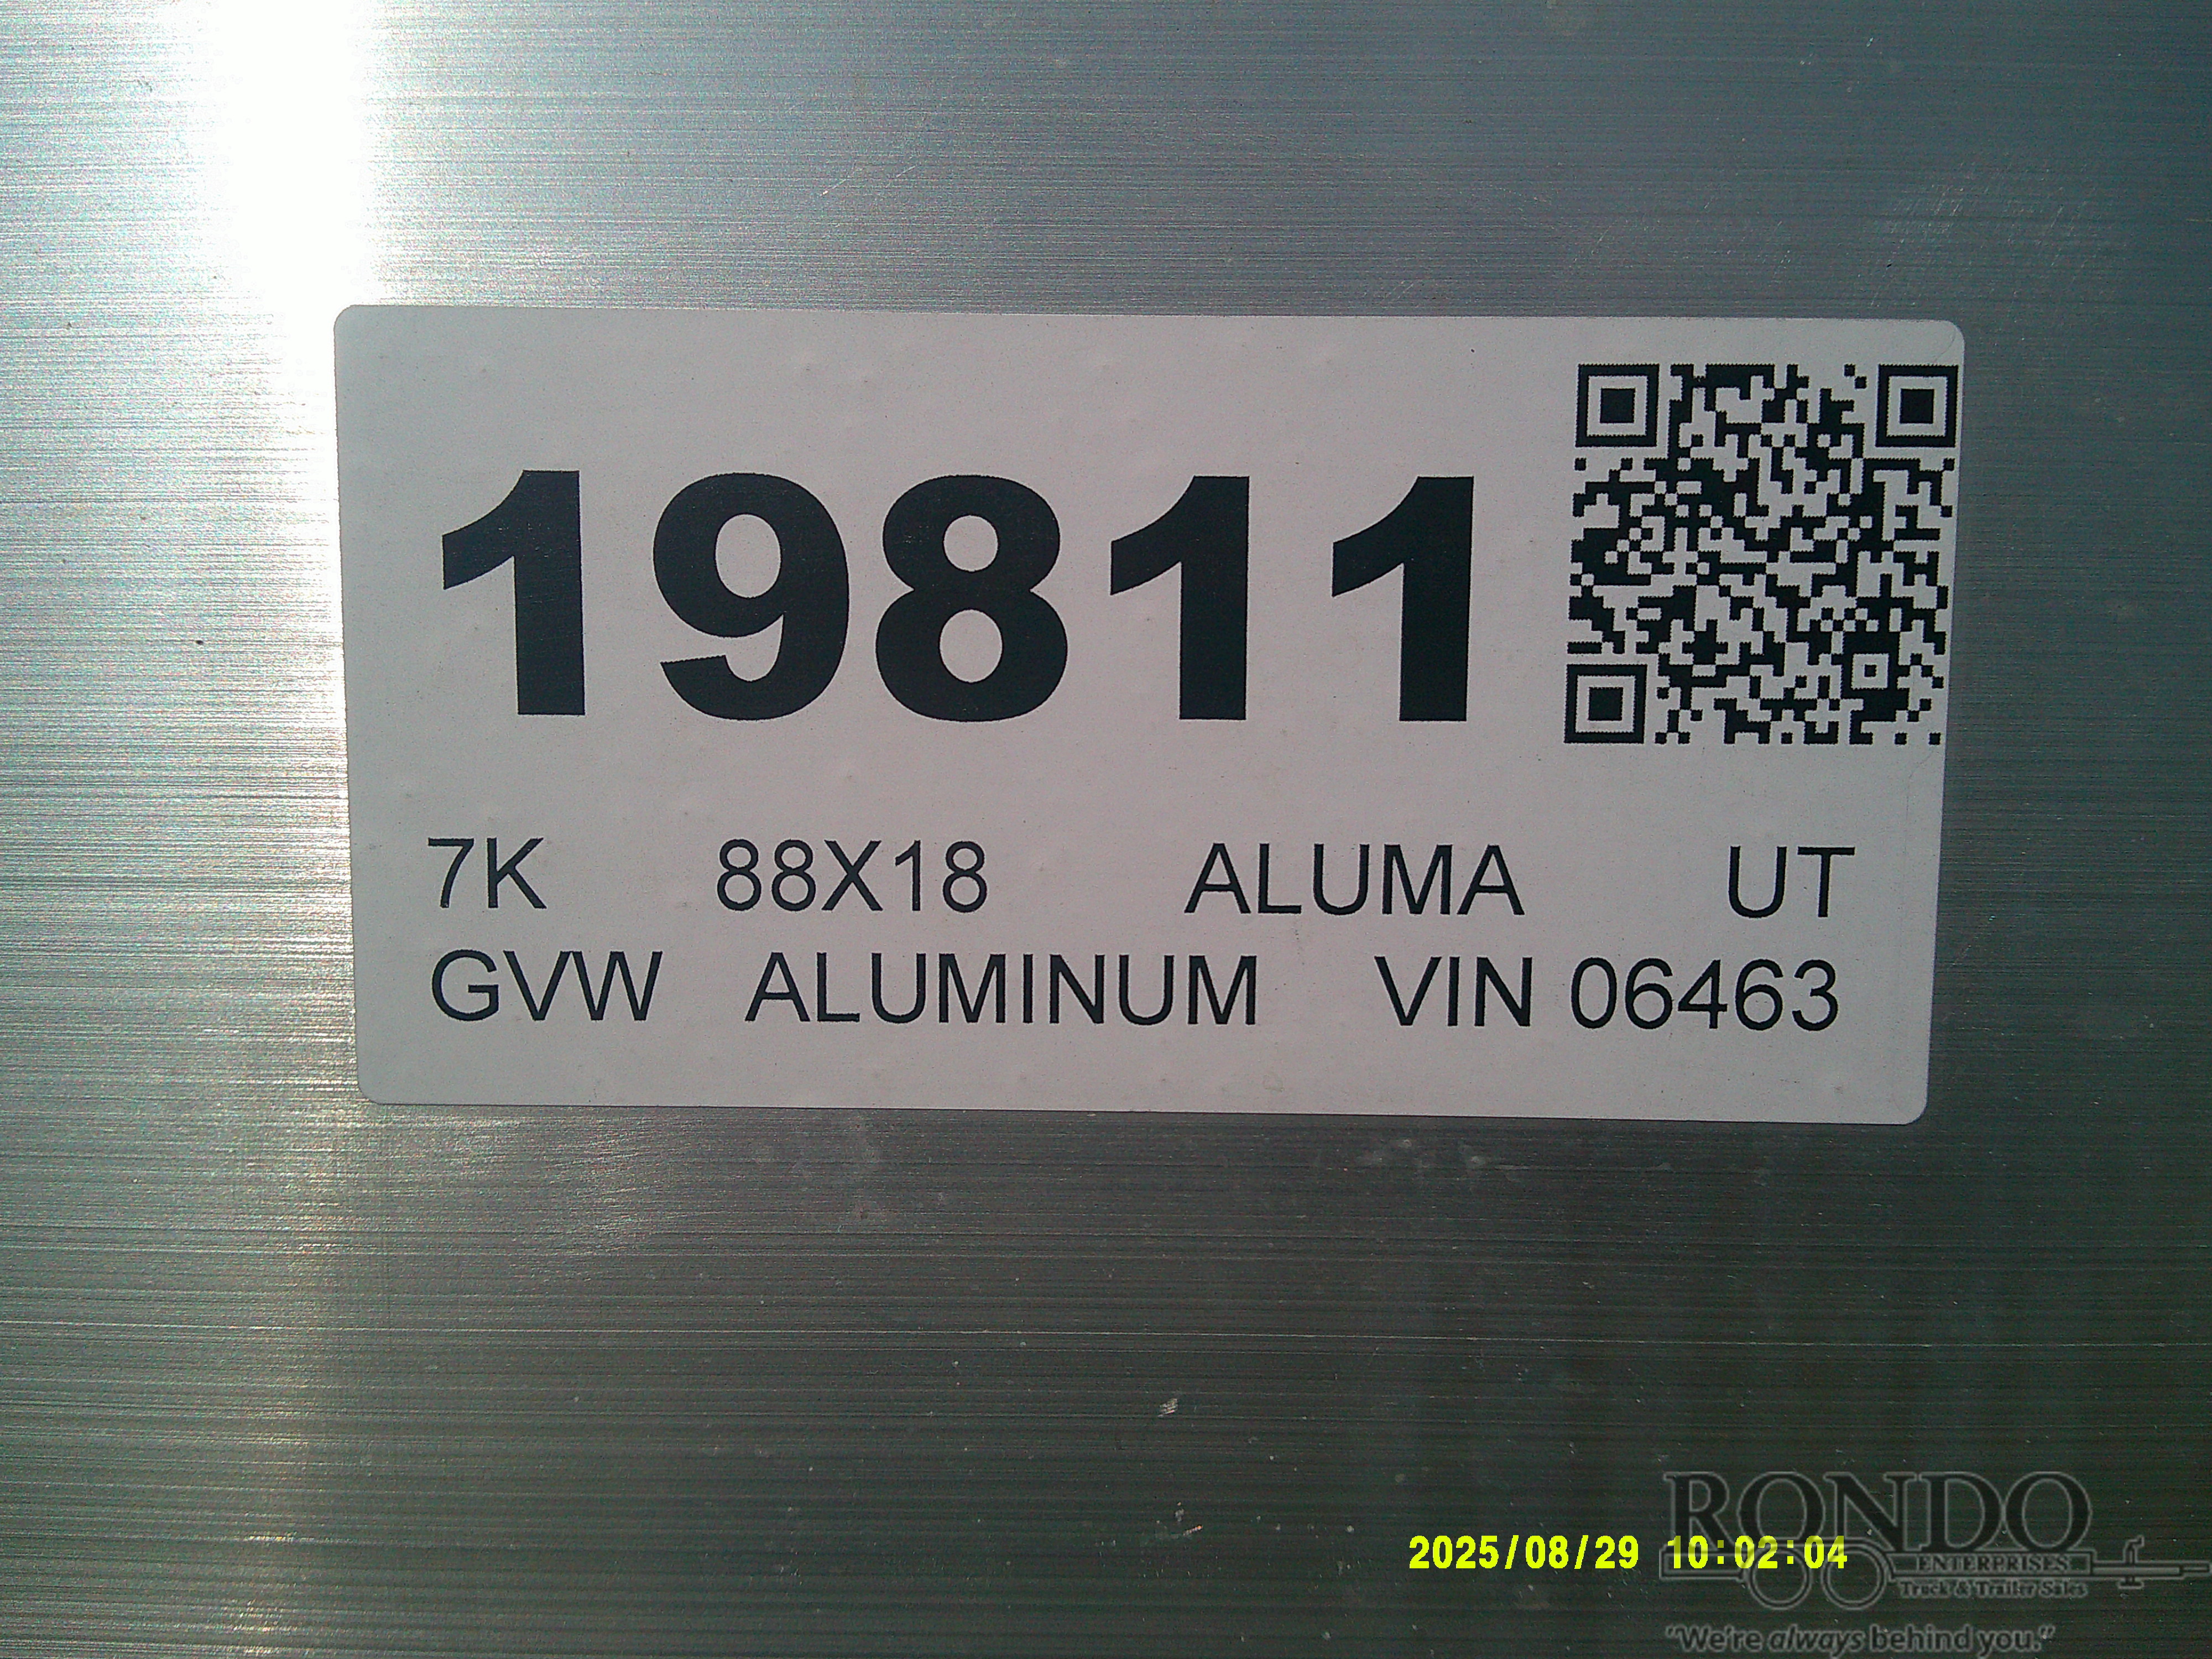 19811
7K 88X18 ALUMA UT
GVW ALUMINUM VIN 06463
2025/08/29 10:02:04
RONDO
ENTERPRISES
Truck & Trailer Sales
"We're always behind you."